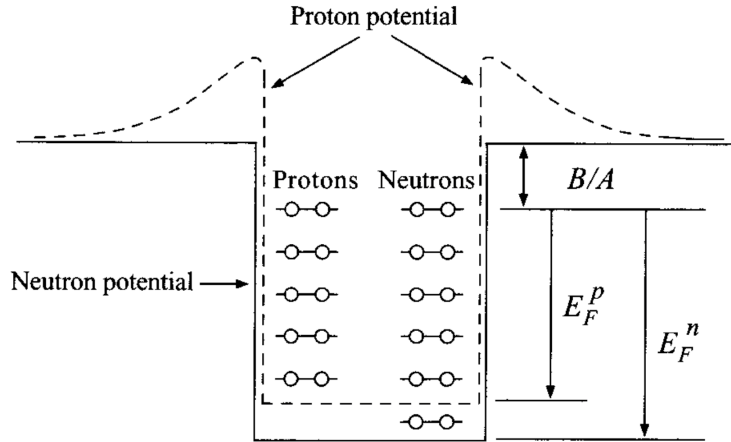 Proton potential
Protons Neutrons
B/A
Neutron potential
E_F^p
E_F^n